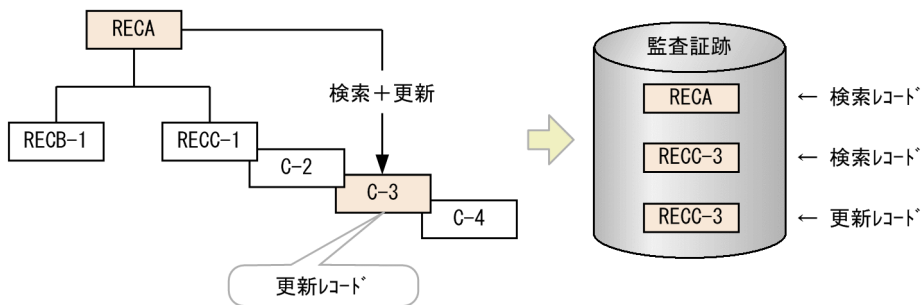 RECA
検索+更新
RECB-1
RECC-1
C-2
C-3
C-4
更新ﾚｺｰﾄﾞ
監査証跡
RECA
← 検索ﾚｺｰﾄﾞ
RECC-3
← 検索ﾚｺｰﾄﾞ
RECC-3
← 更新ﾚｺｰﾄﾞ